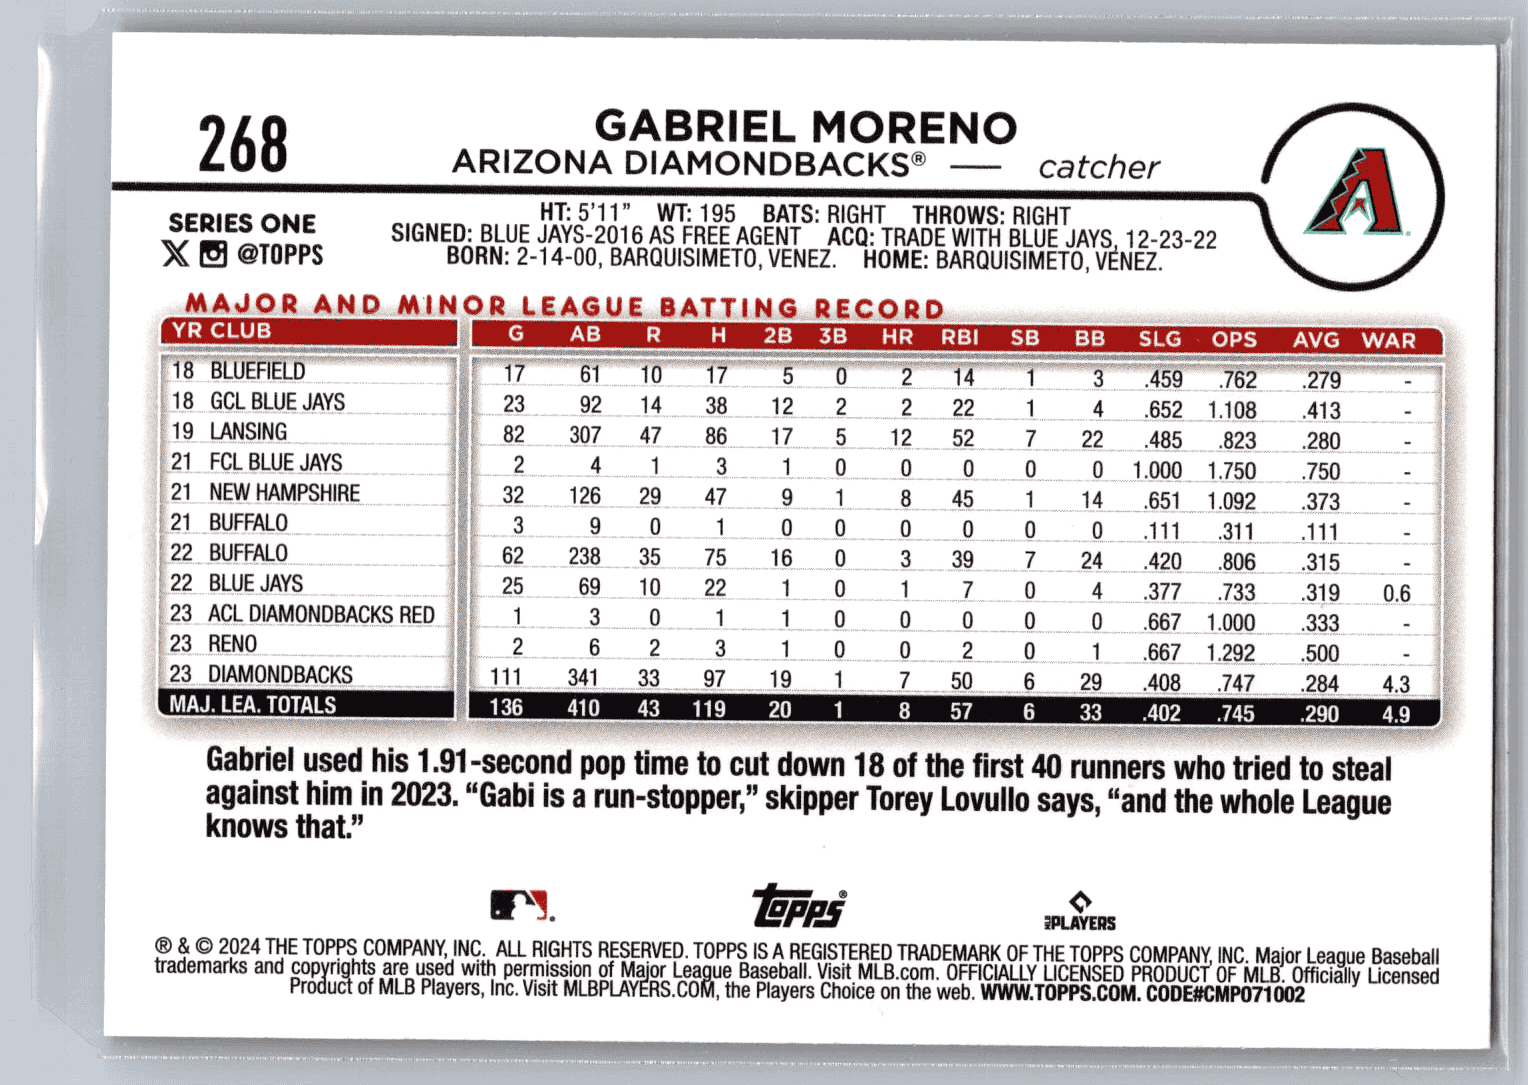 268
GABRIEL MORENO
ARIZONA DIAMONDBACKS® — catcher
SERIES ONE
@TOPPS
HT: 5'11" WT: 195 BATS: RIGHT THROWS: RIGHT
SIGNED: BLUE JAYS-2016 AS FREE AGENT ACQ: TRADE WITH BLUE JAYS, 12-23-22
BORN: 2-14-00, BARQUISIMETO, VENEZ. HOME: BARQUISIMETO, VENEZ.
MAJOR AND MINOR LEAGUE BATTING RECORD
YR CLUB G AB R H 2B 3B HR RBI SB BB SLG OPS AVG WAR
18 BLUEFIELD 17 61 10 17 5 0 2 14 1 3 .459 .762 .279 -
18 GCL BLUE JAYS 23 92 14 38 12 2 2 22 1 4 .652 1.108 .413 -
19 LANSING 82 307 47 86 17 5 12 52 7 22 .485 .823 .280 -
21 FCL BLUE JAYS 2 4 1 3 1 0 0 0 0 0 1.000 1.750 .750 -
21 NEW HAMPSHIRE 32 126 29 47 9 1 8 45 1 14 .651 1.092 .373 -
21 BUFFALO 3 9 0 1 0 0 0 0 0 0 .111 .311 .111 -
22 BUFFALO 62 238 35 75 16 0 3 39 7 24 .420 .806 .315 -
22 BLUE JAYS 25 69 10 22 1 0 1 7 0 4 .377 .733 .319 0.6
23 ACL DIAMONDBACKS RED 1 3 0 1 1 0 0 0 0 0 .667 1.000 .333 -
23 RENO 2 6 2 3 1 0 0 2 0 1 .667 1.292 .500 -
23 DIAMONDBACKS 111 341 33 97 19 1 7 50 6 29 .408 .747 .284 4.3
MAJ. LEA. TOTALS 136 410 43 119 20 1 8 57 6 33 .402 .745 .290 4.9
Gabriel used his 1.91-second pop time to cut down 18 of the first 40 runners who tried to steal
against him in 2023. “Gabi is a run-stopper,” skipper Torey Lovullo says, “and the whole League
knows that.”
Topps®
MLB PLAYERS
® & © 2024 THE TOPPS COMPANY, INC. ALL RIGHTS RESERVED. TOPPS IS A REGISTERED TRADEMARK OF THE TOPPS COMPANY, INC. Major League Baseball
trademarks and copyrights are used with permission of Major League Baseball. Visit MLB.com. OFFICIALLY LICENSED PRODUCT OF MLB. Officially Licensed
Product of MLB Players, Inc. Visit MLBPLAYERS.COM, the Players Choice on the web. WWW.TOPPS.COM. CODE#CMP071002